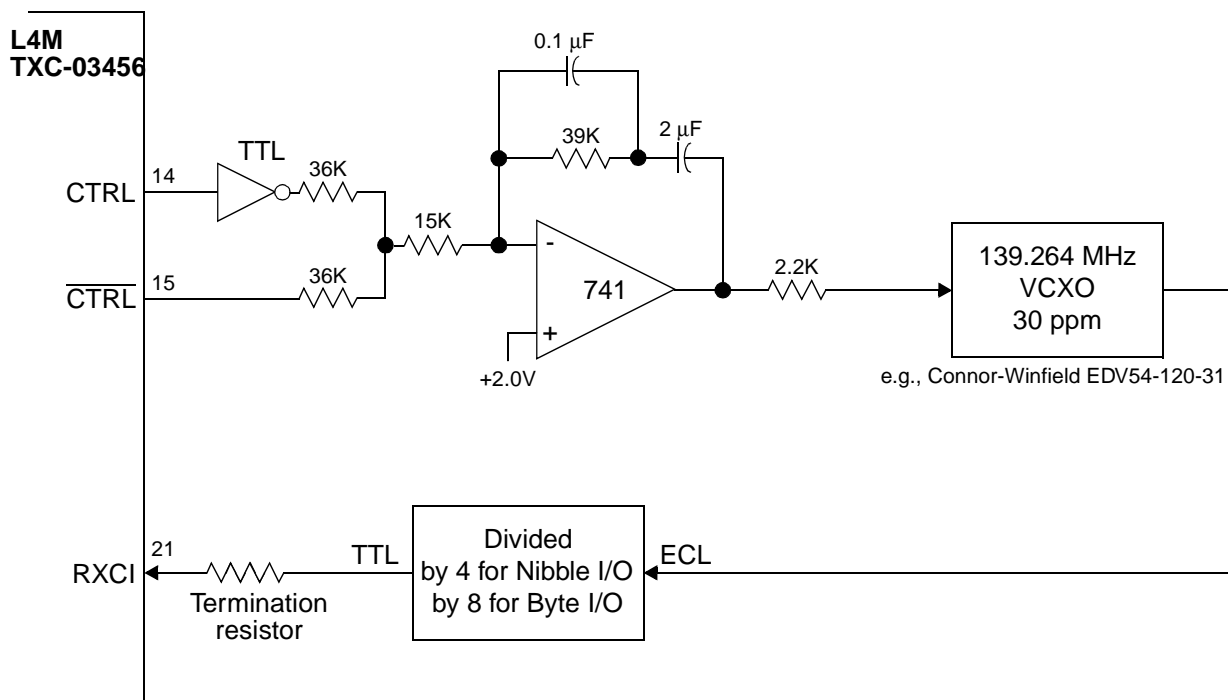 L4M
TXC-03456
0.1 μF
39K
2 μF
TTL
36K
CTRL
14
15K
36K
CTRL
15
-
741
+
+2.0V
2.2K
139.264 MHz
VCXO
30 ppm
e.g., Connor-Winfield EDV54-120-31
RXCI
21
Termination
resistor
TTL
Divided
by 4 for Nibble I/O
by 8 for Byte I/O
ECL